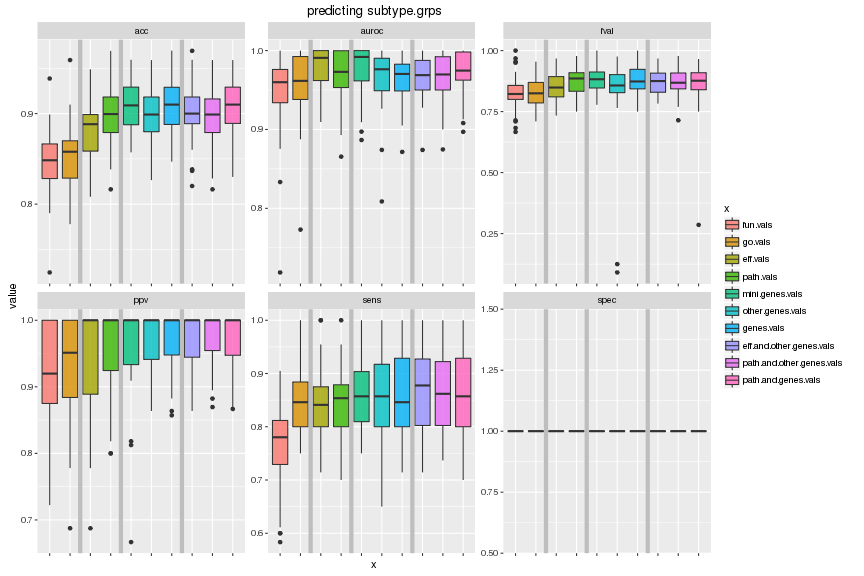 predicting subtype.grps
acc
auroc
fval
0.9
0.8
1.0
0.9
0.8
1.00
0.75
0.50
0.25
value
ppv
sens
spec
1.0
0.9
0.8
0.7
1.0
0.9
0.8
0.7
0.6
1.50
1.25
1.00
0.75
0.50
x
x
fun.vals
go.vals
eff.vals
path.vals
mini.genes.vals
other.genes.vals
genes.vals
eff.and.other.genes.vals
path.and.other.genes.vals
path.and.genes.vals